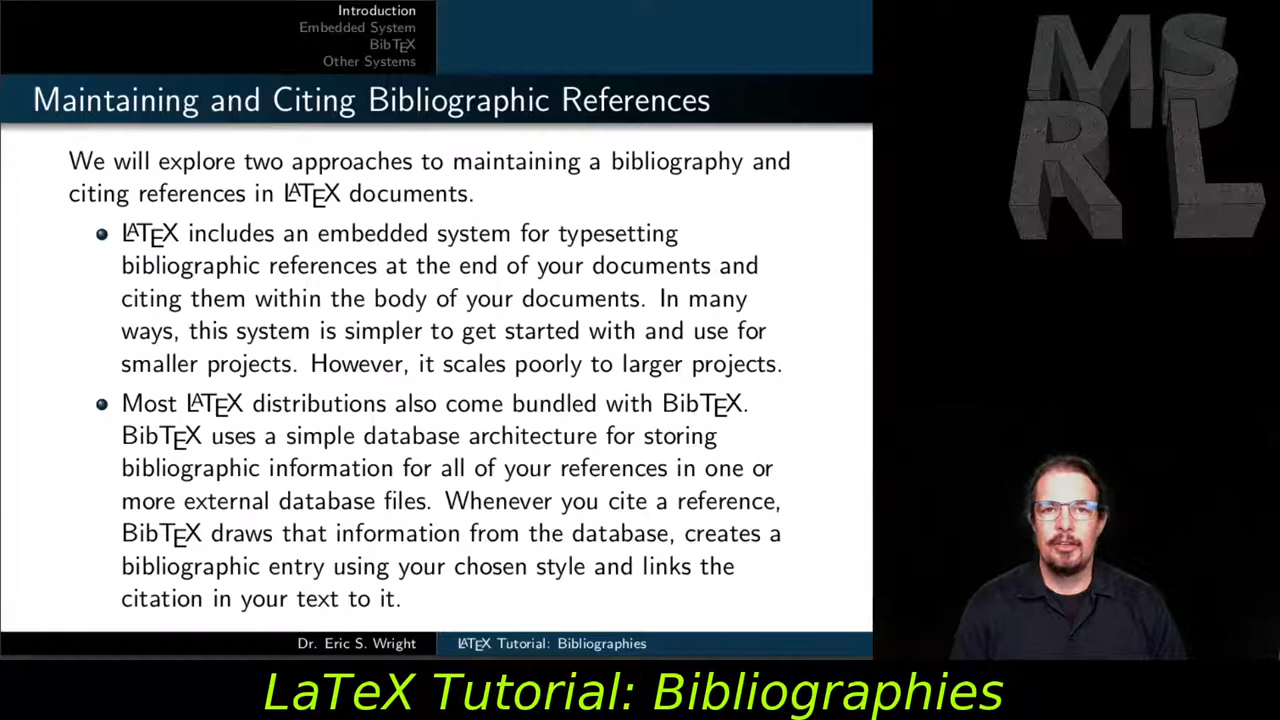 Introduction
Embedded System
BibTEX
Other Systems
Maintaining and Citing Bibliographic References
We will explore two approaches to maintaining a bibliography and
citing references in LATEX documents.
LATEX includes an embedded system for typesetting
bibliographic references at the end of your documents and
citing them within the body of your documents. In many
ways, this system is simpler to get started with and use for
smaller projects. However, it scales poorly to larger projects.
Most LATEX distributions also come bundled with BibTEX.
BibTEX uses a simple database architecture for storing
bibliographic information for all of your references in one or
more external database files. Whenever you cite a reference,
BibTEX draws that information from the database, creates a
bibliographic entry using your chosen style and links the
citation in your text to it.
Dr. Eric S. Wright
LATEX Tutorial: Bibliographies
MS
RL
LaTeX Tutorial: Bibliographies